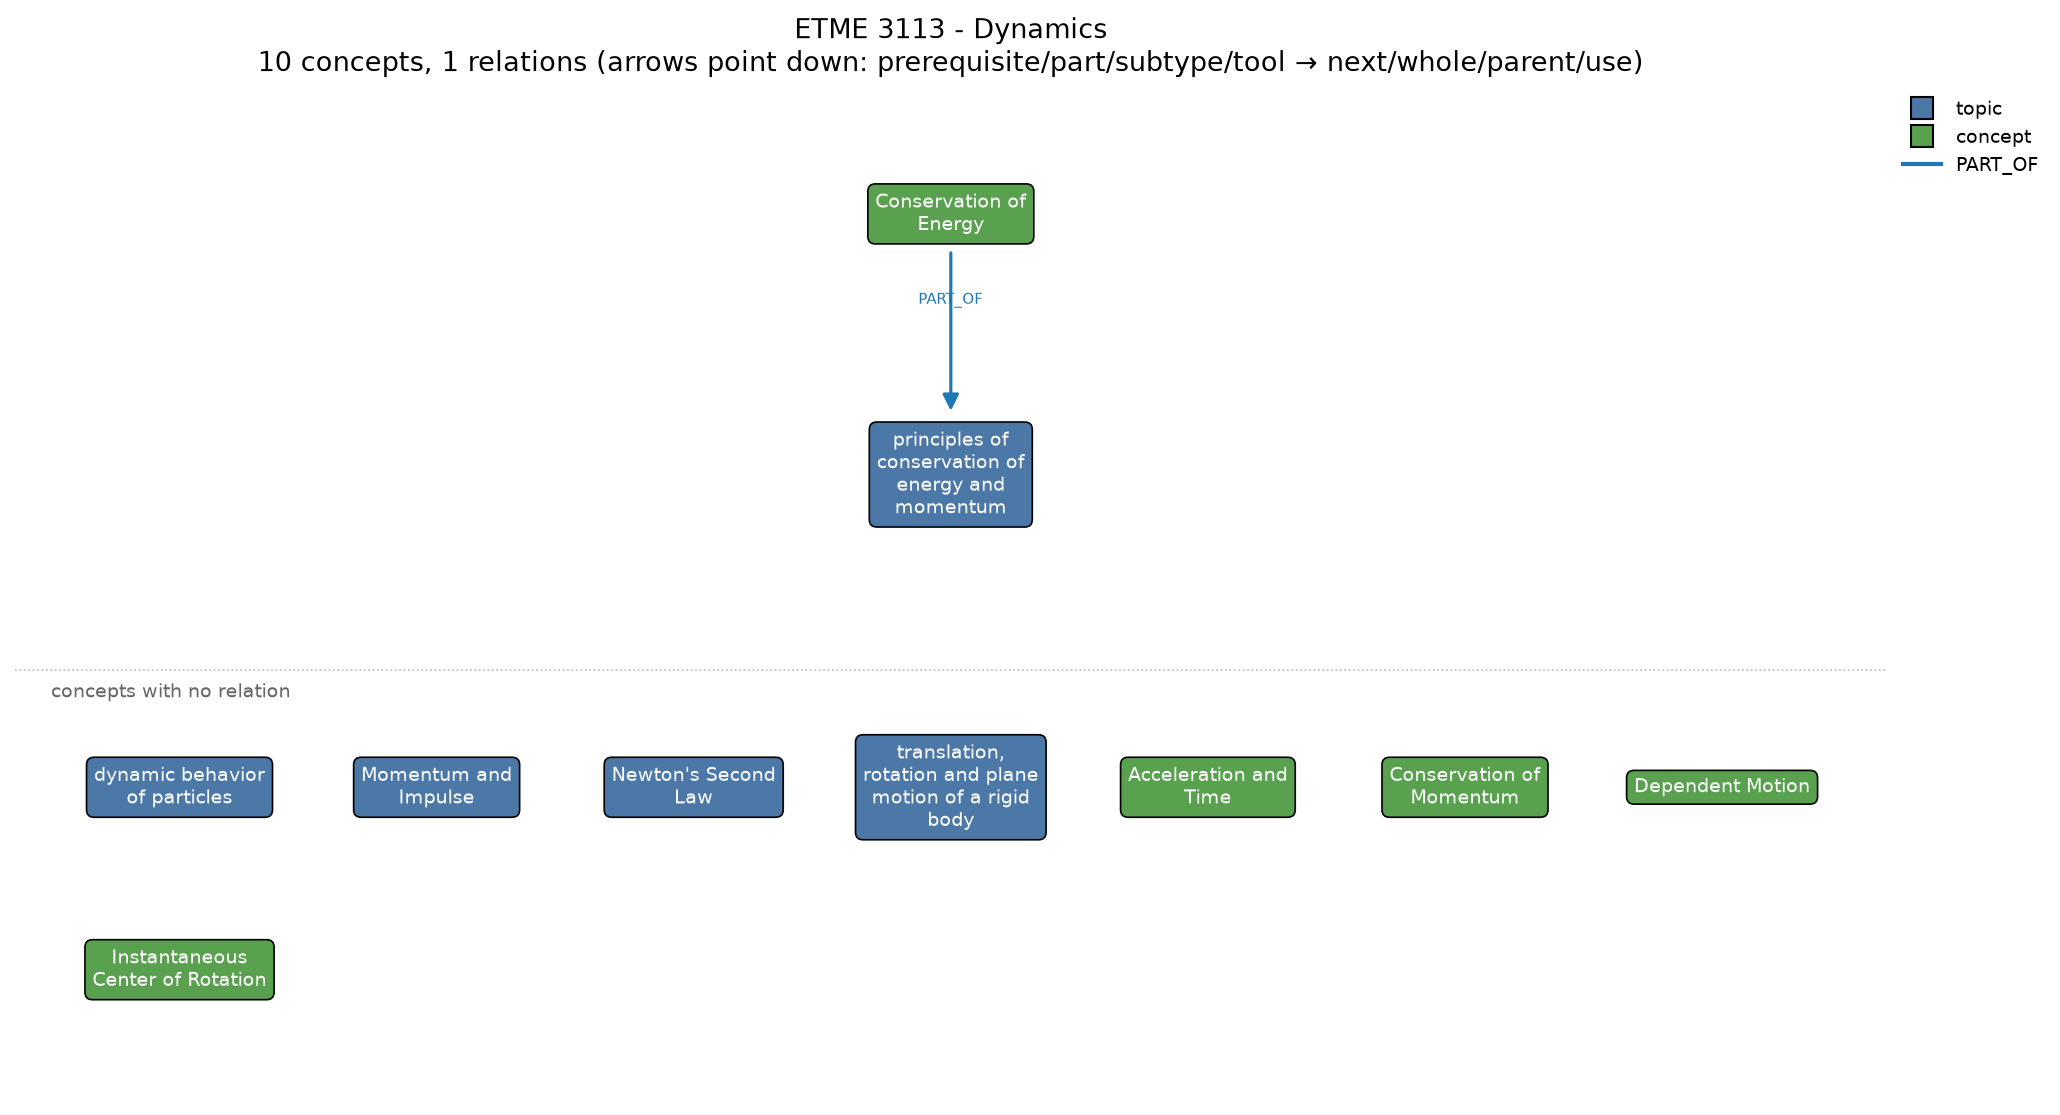 ETME 3113 - Dynamics
10 concepts, 1 relations (arrows point down: prerequisite/part/subtype/tool → next/whole/parent/use)
topic
concept
PART_OF
Conservation of
Energy
PART_OF
principles of
conservation of
energy and
momentum
concepts with no relation
dynamic behavior
of particles
Momentum and
Impulse
Newton's Second
Law
translation,
rotation and plane
motion of a rigid
body
Acceleration and
Time
Conservation of
Momentum
Dependent Motion
Instantaneous
Center of Rotation